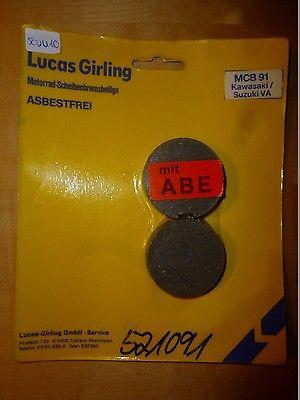 Lucas Girling
Motorrad-Scheibenbremsbeläge
ASBESTFREI
MCB 91
Kawasaki/
Suzuki VA
mit
ABE
Lucas-Girling GmbH · Service
521091